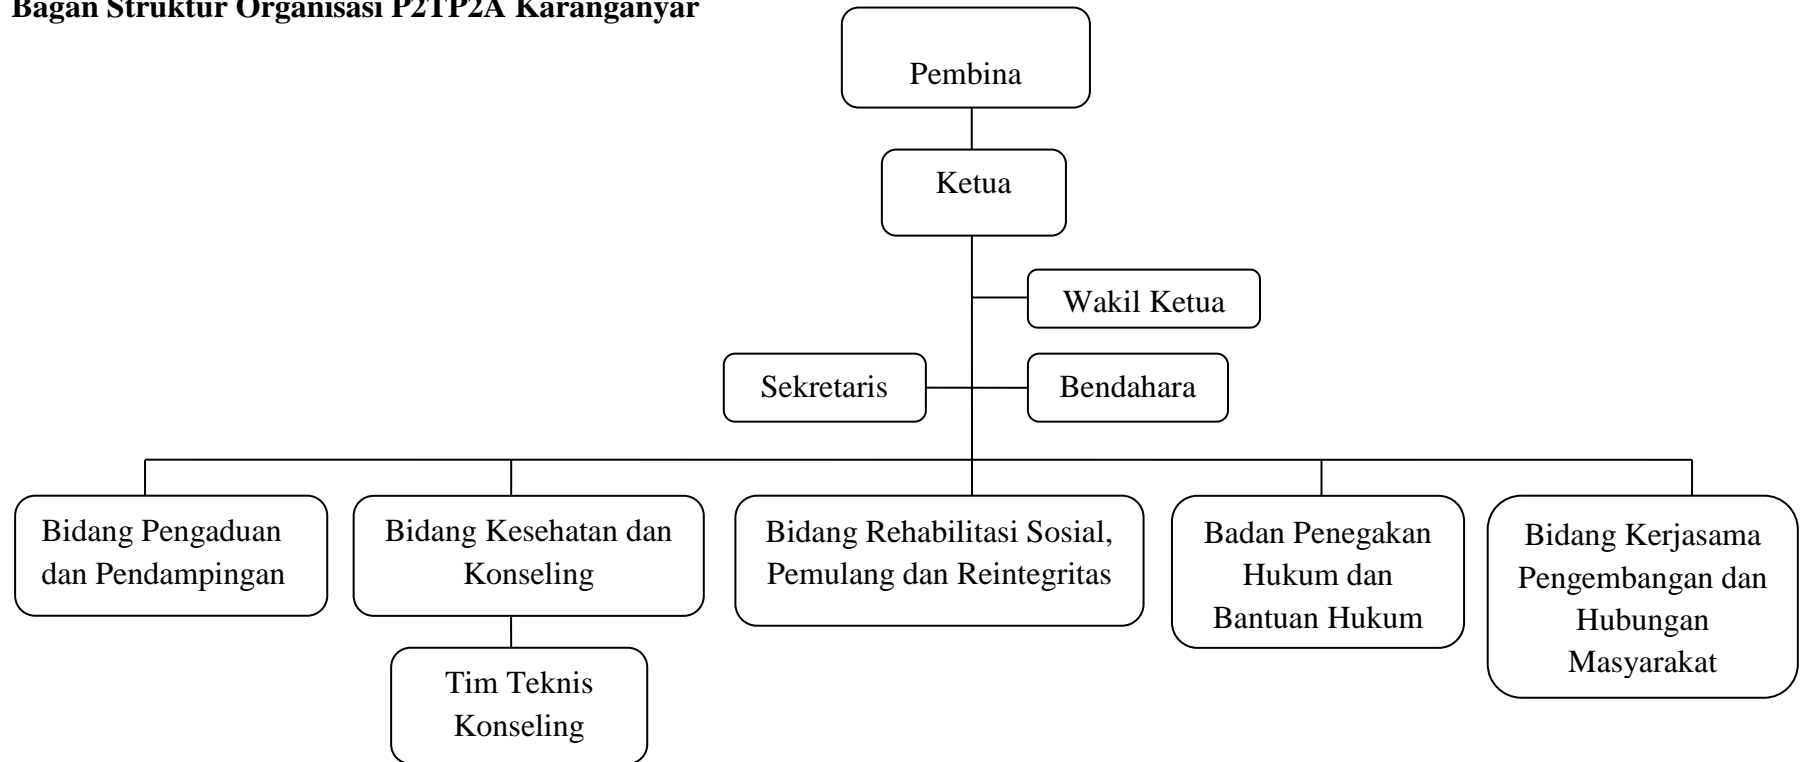 Bagan Struktur Organisasi P2TP2A Karanganyar
Pembina
Ketua
Wakil Ketua
Sekretaris
Bendahara
Bidang Pengaduan
dan Pendampingan
Bidang Kesehatan dan
Konseling
Bidang Rehabilitasi Sosial,
Pemulang dan Reintegritas
Badan Penegakan
Hukum dan
Bantuan Hukum
Bidang Kerjasama
Pengembangan dan
Hubungan
Masyarakat
Tim Teknis
Konseling